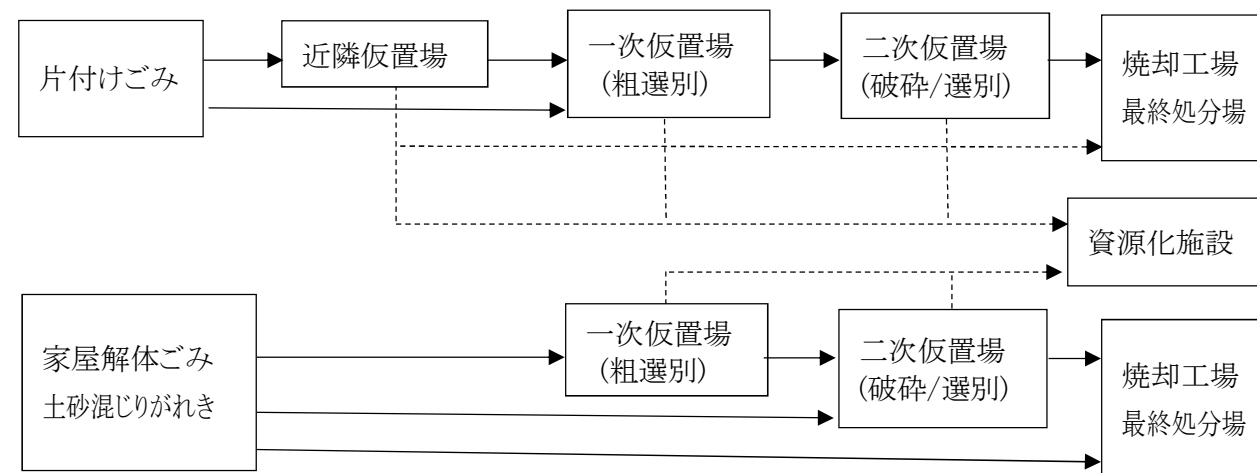 片付けごみ
近隣仮置場
一次仮置場
(粗選別)
二次仮置場
(破砕/選別)
焼却工場
最終処分場
資源化施設
家屋解体ごみ
土砂混じりがれき
一次仮置場
(粗選別)
二次仮置場
(破砕/選別)
焼却工場
最終処分場